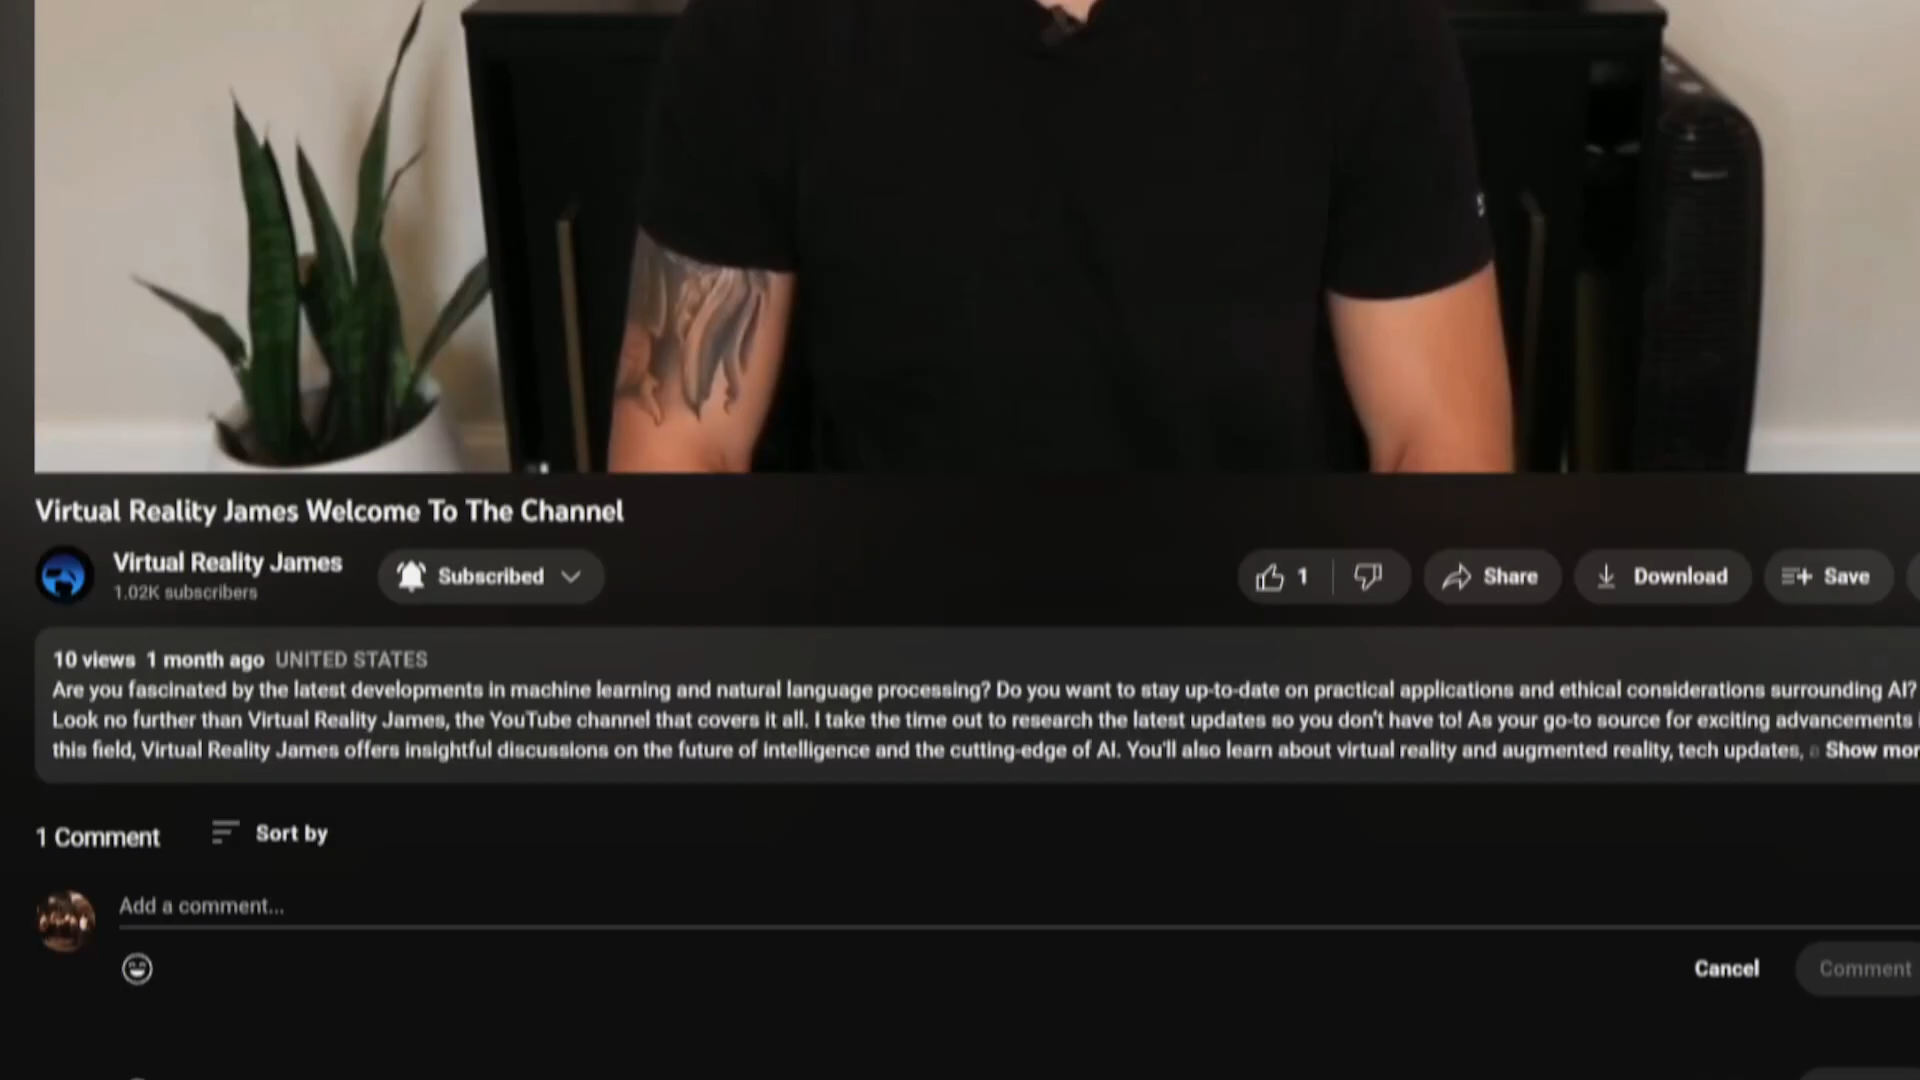 Virtual Reality James Welcome To The Channel
Virtual Reality James
1.02K subscribers
Subscribed
1
Share
Download
Save
10 views 1 month ago UNITED STATES
Are you fascinated by the latest developments in machine learning and natural language processing? Do you want to stay up-to-date on practical applications and ethical considerations surrounding AI?
Look no further than Virtual Reality James, the YouTube channel that covers it all. I take the time out to research the latest updates so you don't have to! As your go-to source for exciting advancements
this field, Virtual Reality James offers insightful discussions on the future of intelligence and the cutting-edge of AI. You'll also learn about virtual reality and augmented reality, tech updates, Show mor
1 Comment
Sort by
Add a comment...
Cancel
Comment